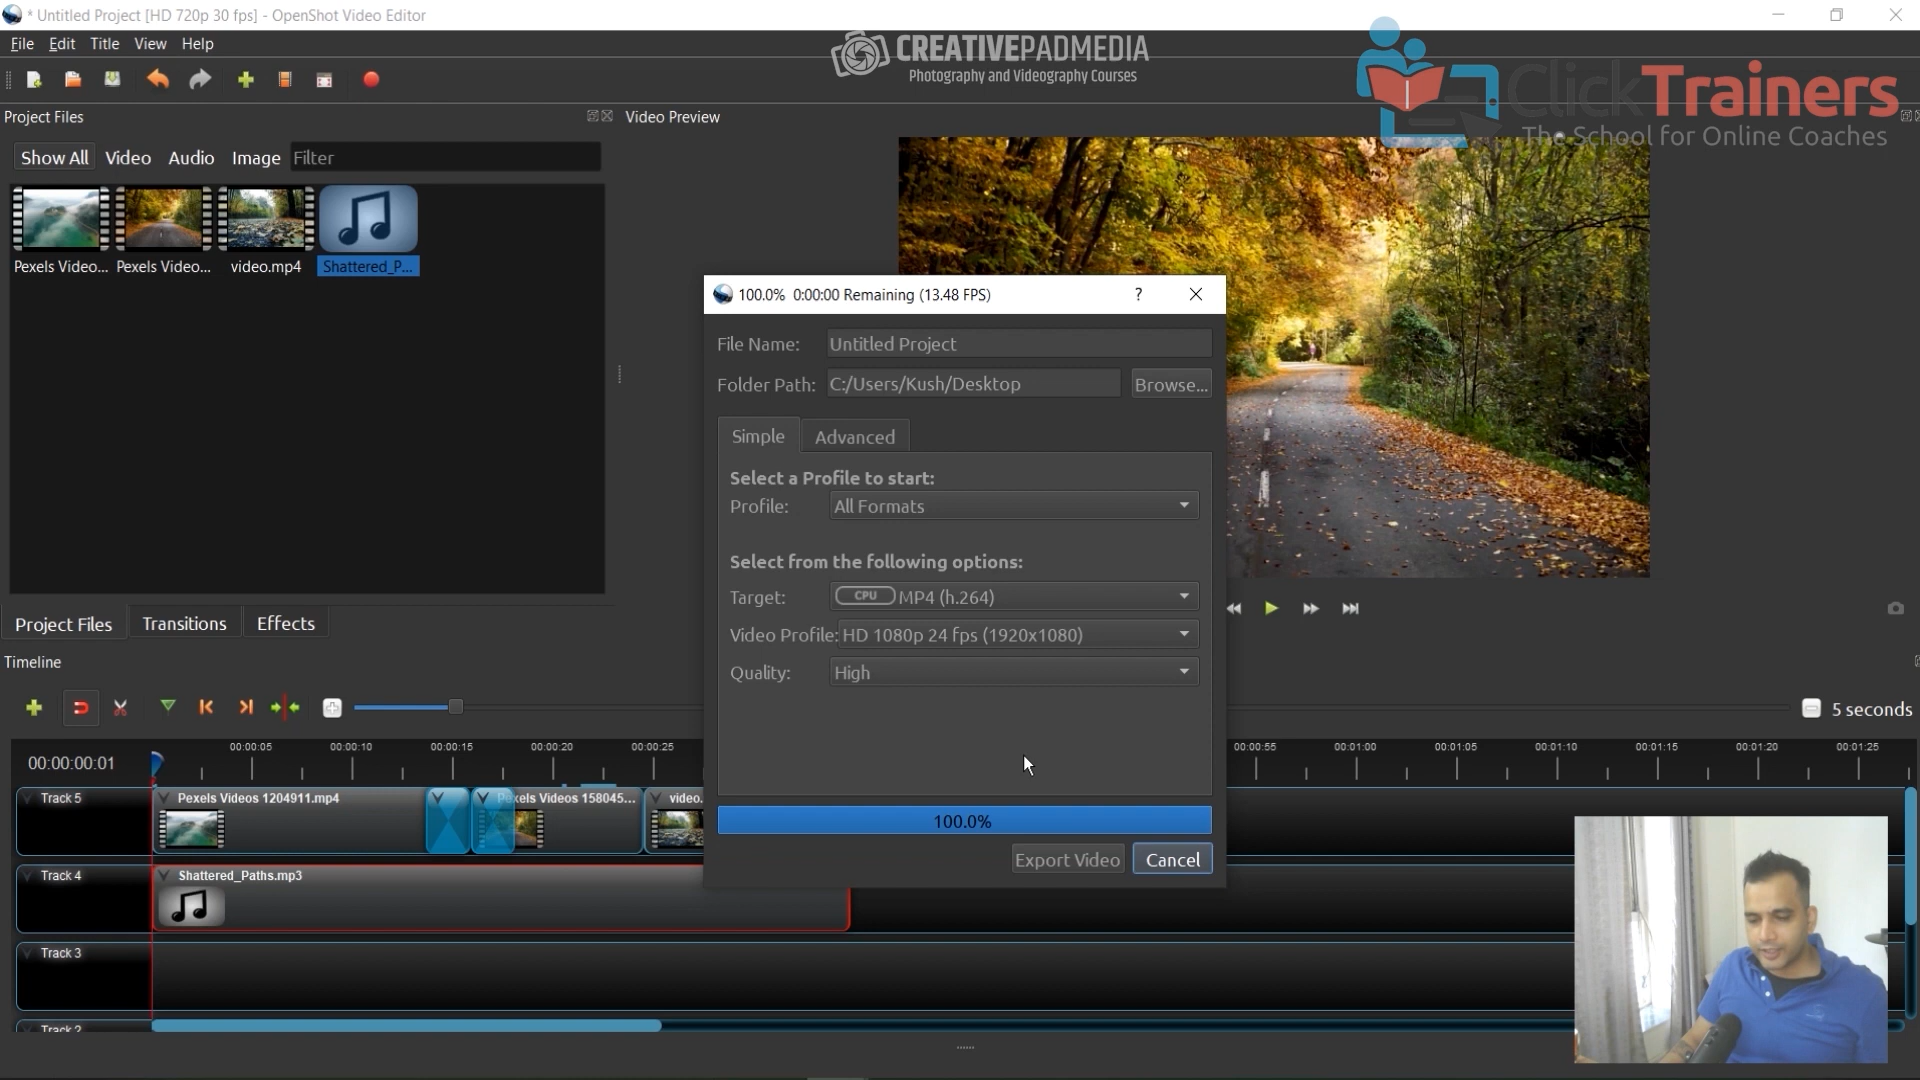 * Untitled Project [HD 720p 30 fps] - OpenShot Video Editor
File Edit Title View Help
CREATIVEPADMEDIA
Photography and Videography Courses
ClickTrainers
The School for Online Coaches
Project Files
Video Preview
Show All Video Audio Image Filter
Pexels Video... Pexels Video... video.mp4 Shattered_P...
100.0% 0:00:00 Remaining (13.48 FPS)
?
File Name: Untitled Project
Folder Path: C:/Users/Kush/Desktop Browse...
Simple Advanced
Select a Profile to start:
Profile: All Formats
Select from the following options:
Target: CPU MP4 (h.264)
Video Profile: HD 1080p 24 fps (1920x1080)
Quality: High
100.0%
Export Video Cancel
Project Files Transitions Effects
Timeline
5 seconds
00:00:00:01
00:00:05 00:00:10 00:00:15 00:00:20 00:00:25 00:00:55 00:01:00 00:01:05 00:01:10 00:01:15 00:01:20 00:01:25
Track 5 Pexels Videos 1204911.mp4 Pexels Videos 158045... video.
Track 4 Shattered_Paths.mp3
Track 3
Track 2